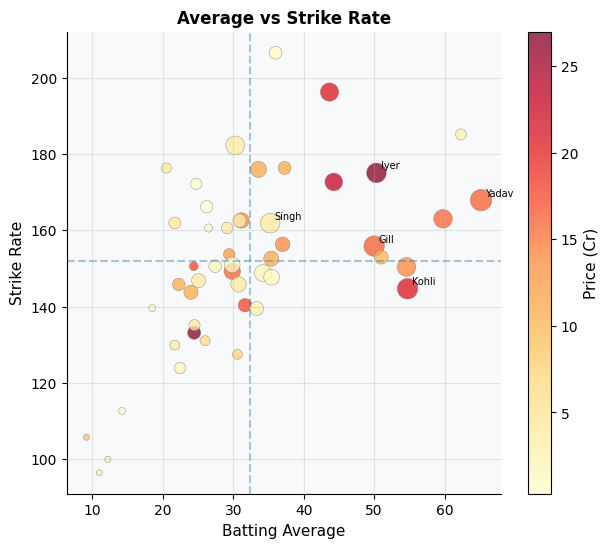 Average vs Strike Rate
200
180
160
140
120
100
Strike Rate
10
20
30
40
50
60
Batting Average
Iyer
Yadav
Singh
Gill
Kohli
25
20
15
10
5
Price (Cr)